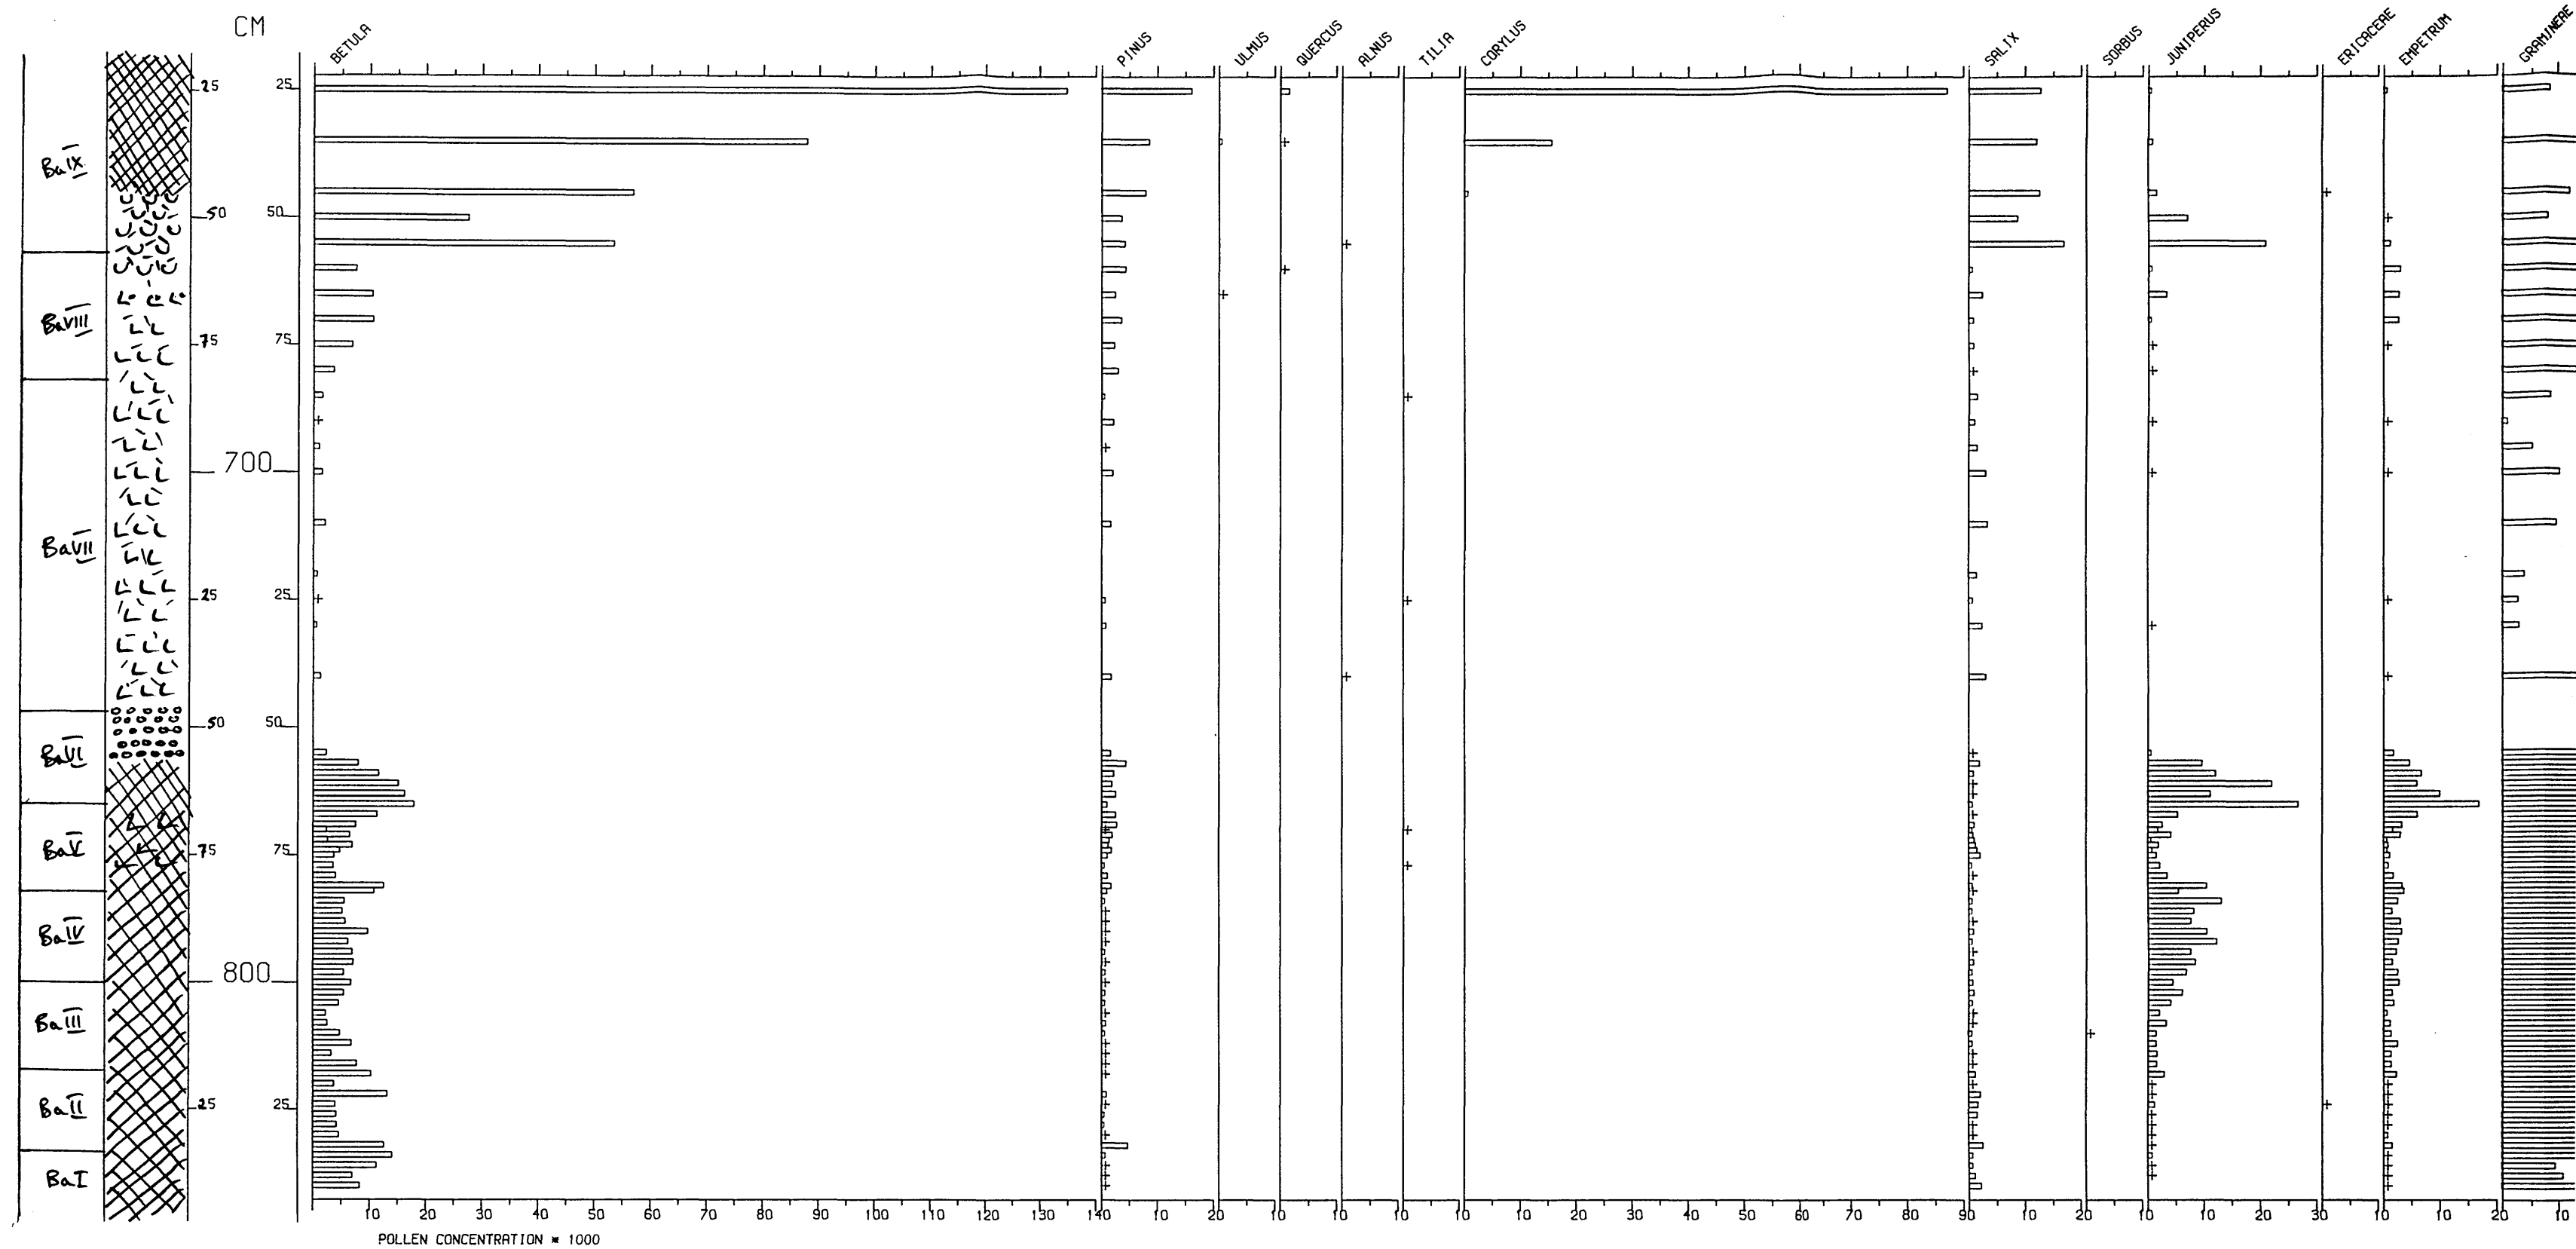 CM
BETULA PINUS ULMUS QUERCUS ALNUS TILIA CORYLUS SALIX SORBUS JUNIPERUS ERICACEAE EMPETRUM GRAMINEAE
25 25
Ba IX
50 50
Ba VIII
75 75
700
Ba VII
25 25
50 50
Ba VI
Ba V
75 75
Ba IV
800
Ba III
Ba II
25 25
Ba I
10 20 30 40 50 60 70 80 90 100 110 120 130 140 10 20 10 10 10 10 10 20 30 40 50 60 70 80 90 10 20 10 10 20 30 10 10 20 10
POLLEN CONCENTRATION * 1000